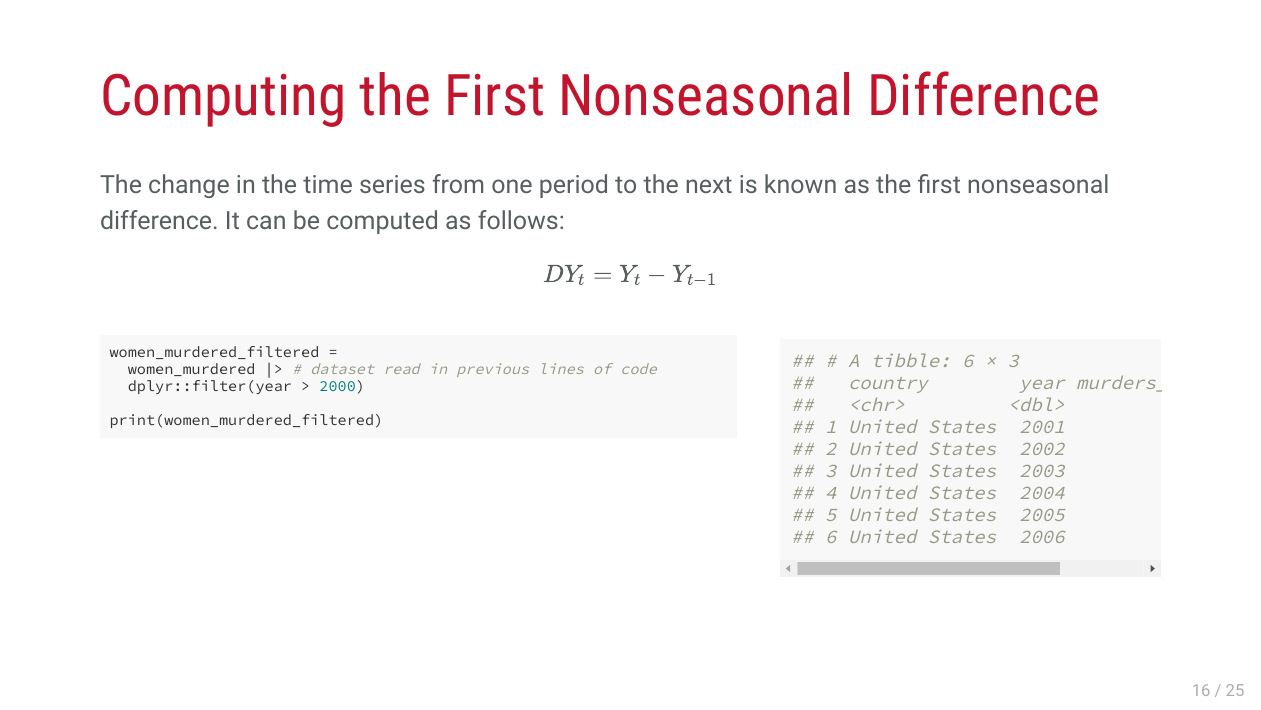 Computing the First Nonseasonal Difference
The change in the time series from one period to the next is known as the first nonseasonal
difference. It can be computed as follows:
DYₜ = Yₜ − Yₜ₋₁
women_murdered_filtered =
  women_murdered |> # dataset read in previous lines of code
  dplyr::filter(year > 2000)
print(women_murdered_filtered)
## # A tibble: 6 × 3
##   country        year murders_
##   <chr>         <dbl>
## 1 United States  2001
## 2 United States  2002
## 3 United States  2003
## 4 United States  2004
## 5 United States  2005
## 6 United States  2006
16 / 25